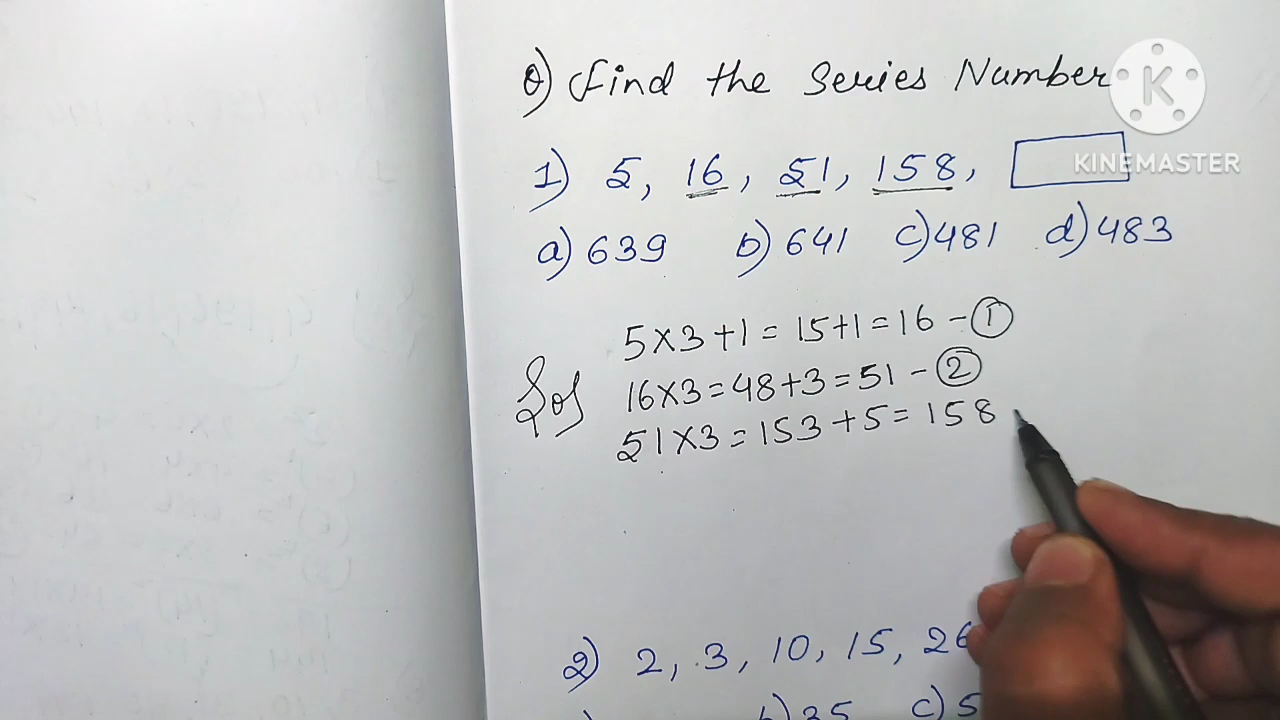 Q) Find the Series Number
K
KINEMASTER
1) 5, 16, 51, 158,
a) 639 b) 641 c) 481 d) 483
5×3+1 = 15+1 = 16 - ①
Sol 16×3 = 48+3 = 51 - ②
51×3 = 153+5 = 158
2) 2, 3, 10, 15, 26
b) 35 c) 5